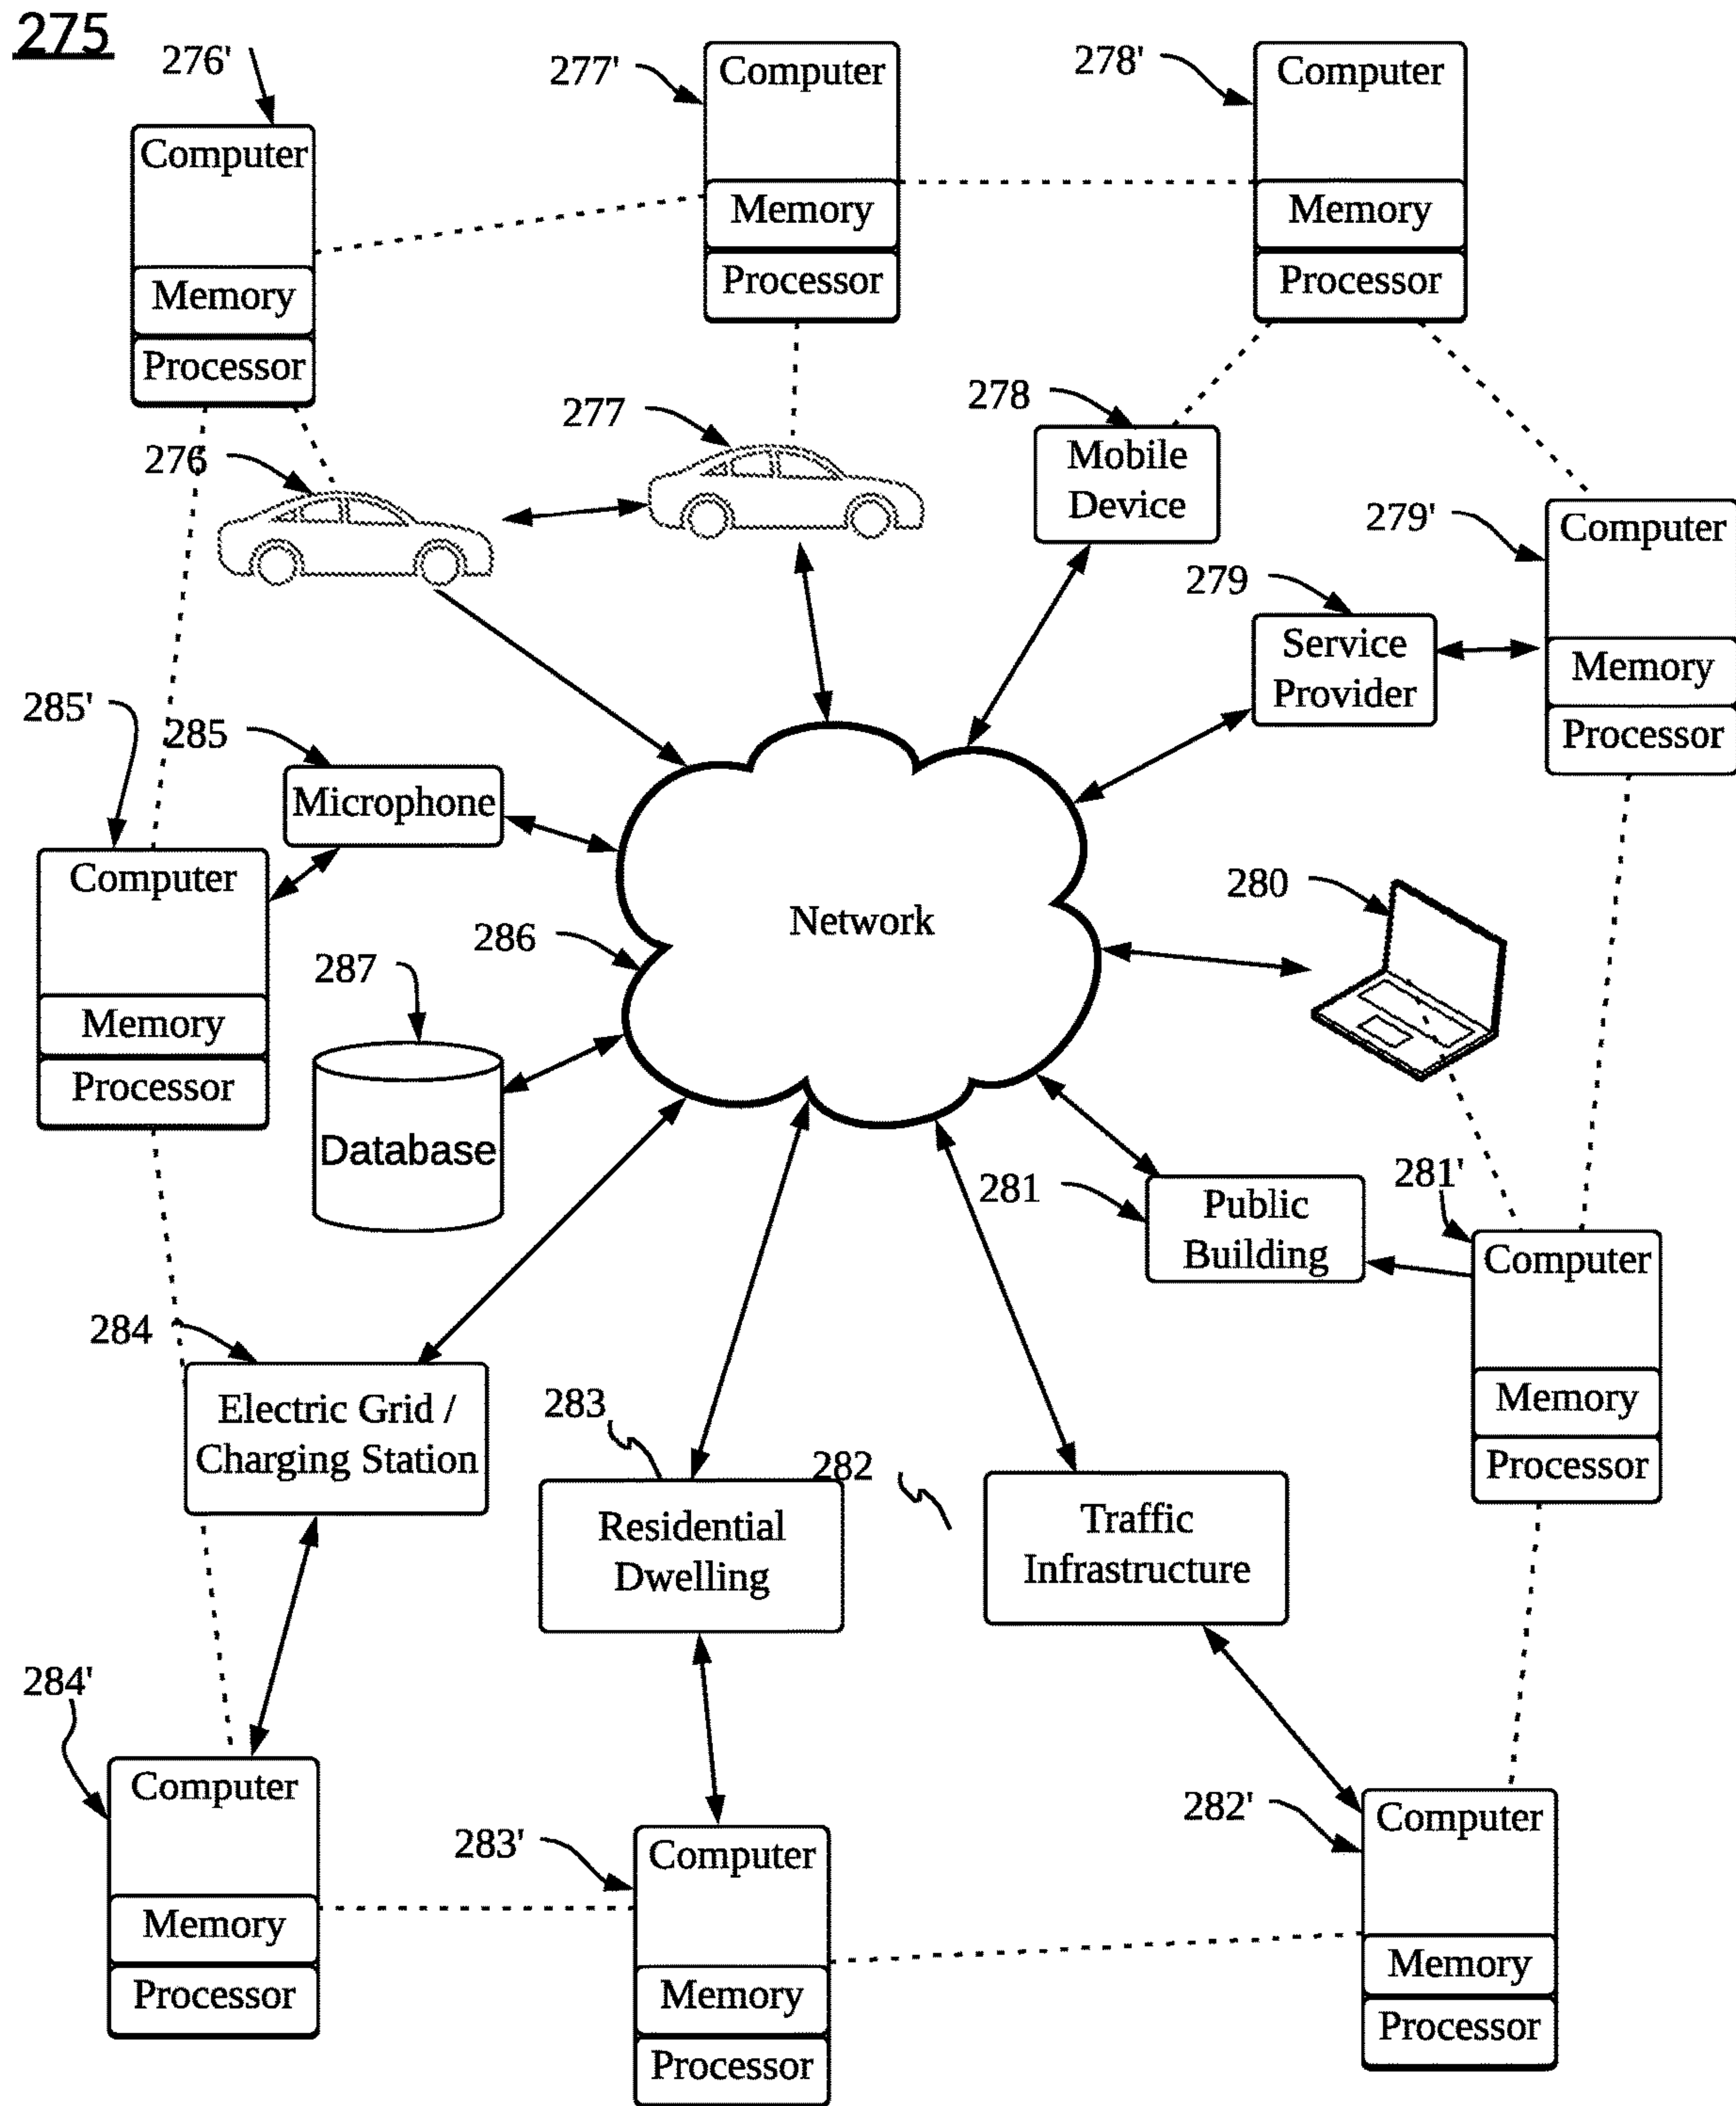 275
276'
277'
278'
Computer
Memory
Processor
Computer
Memory
Processor
Computer
Memory
Processor
276
277
278
Mobile
Device
279'
Computer
Memory
Processor
279
Service
Provider
285'
285
Microphone
Computer
Memory
Processor
286
Network
280
287
Database
281
Public
Building
281'
Computer
Memory
Processor
284
Electric Grid /
Charging Station
283
Residential
Dwelling
282
Traffic
Infrastructure
284'
Computer
Memory
Processor
283'
Computer
Memory
Processor
282'
Computer
Memory
Processor